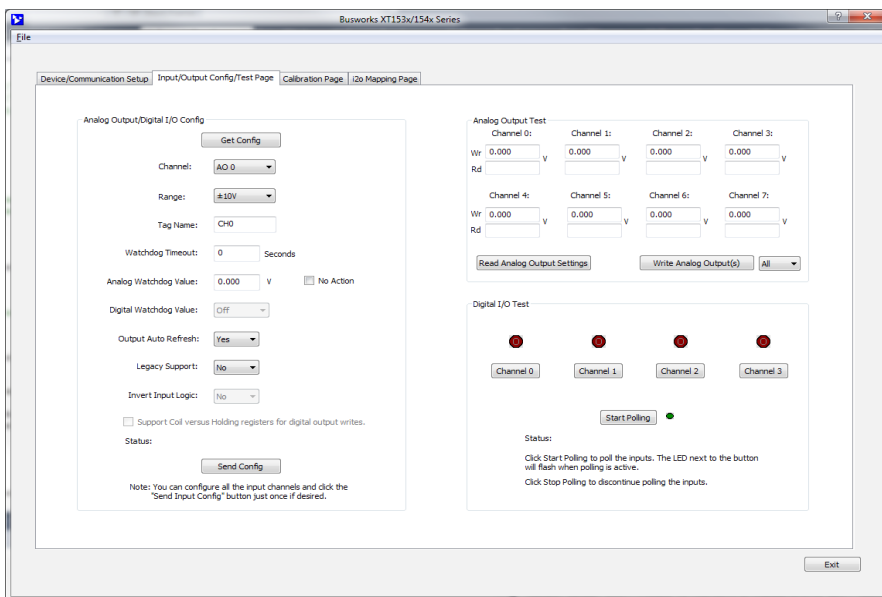 Busworks XT153x/154x Series
File
Device/Communication Setup Input/Output Config/Test Page Calibration Page i2o Mapping Page
Analog Output/Digital I/O Config
Get Config
Channel: AO 0
Range: ±10V
Tag Name: CH0
Watchdog Timeout: 0 Seconds
Analog Watchdog Value: 0.000 V No Action
Digital Watchdog Value: Off
Output Auto Refresh: Yes
Legacy Support: No
Invert Input Logic: No
Support Coil versus Holding registers for digital output writes.
Status:
Send Config
Note: You can configure all the input channels and click the
"Send Input Config" button just once if desired.
Analog Output Test
Channel 0: Channel 1: Channel 2: Channel 3:
Wr 0.000 V 0.000 V 0.000 V 0.000 V
Rd
Channel 4: Channel 5: Channel 6: Channel 7:
Wr 0.000 V 0.000 V 0.000 V 0.000 V
Rd
Read Analog Output Settings Write Analog Output(s) All
Digital I/O Test
Channel 0 Channel 1 Channel 2 Channel 3
Start Polling
Status:
Click Start Polling to poll the inputs. The LED next to the button
will flash when polling is active.
Click Stop Polling to discontinue polling the inputs.
Exit